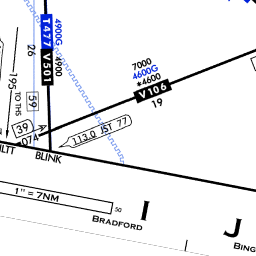 T477
V501
4900G
4900
26
195
TO THS
59
39
074
7000
4600G
*4600
V106
19
113.0 JST 77
BLINK
1" = 7NM
50
BRADFORD
I
J